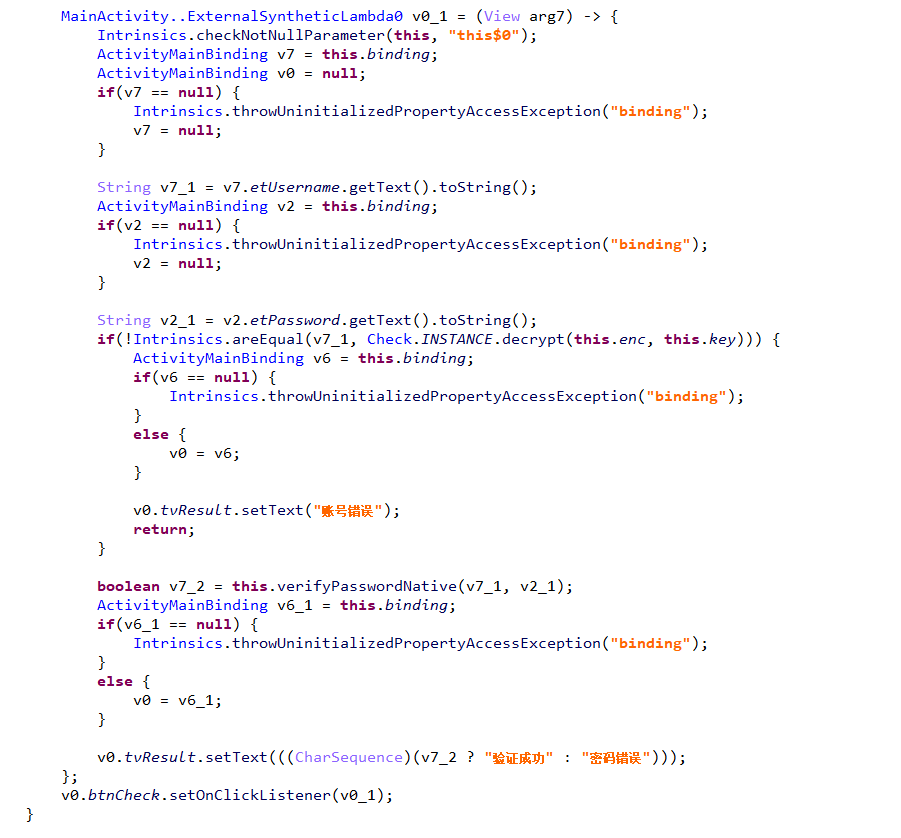 MainActivity..ExternalSyntheticLambda0 v0_1 = (View arg7) -> {
    Intrinsics.checkNotNullParameter(this, "this$0");
    ActivityMainBinding v7 = this.binding;
    ActivityMainBinding v0 = null;
    if(v7 == null) {
        Intrinsics.throwUninitializedPropertyAccessException("binding");
        v7 = null;
    }

    String v7_1 = v7.etUsername.getText().toString();
    ActivityMainBinding v2 = this.binding;
    if(v2 == null) {
        Intrinsics.throwUninitializedPropertyAccessException("binding");
        v2 = null;
    }

    String v2_1 = v2.etPassword.getText().toString();
    if(!Intrinsics.areEqual(v7_1, Check.INSTANCE.decrypt(this.enc, this.key))) {
        ActivityMainBinding v6 = this.binding;
        if(v6 == null) {
            Intrinsics.throwUninitializedPropertyAccessException("binding");
        }
        else {
            v0 = v6;
        }

        v0.tvResult.setText("账号错误");
        return;
    }

    boolean v7_2 = this.verifyPasswordNative(v7_1, v2_1);
    ActivityMainBinding v6_1 = this.binding;
    if(v6_1 == null) {
        Intrinsics.throwUninitializedPropertyAccessException("binding");
    }
    else {
        v0 = v6_1;
    }

    v0.tvResult.setText(((CharSequence)(v7_2 ? "验证成功" : "密码错误")));
};
v0.btnCheck.setOnClickListener(v0_1);
}